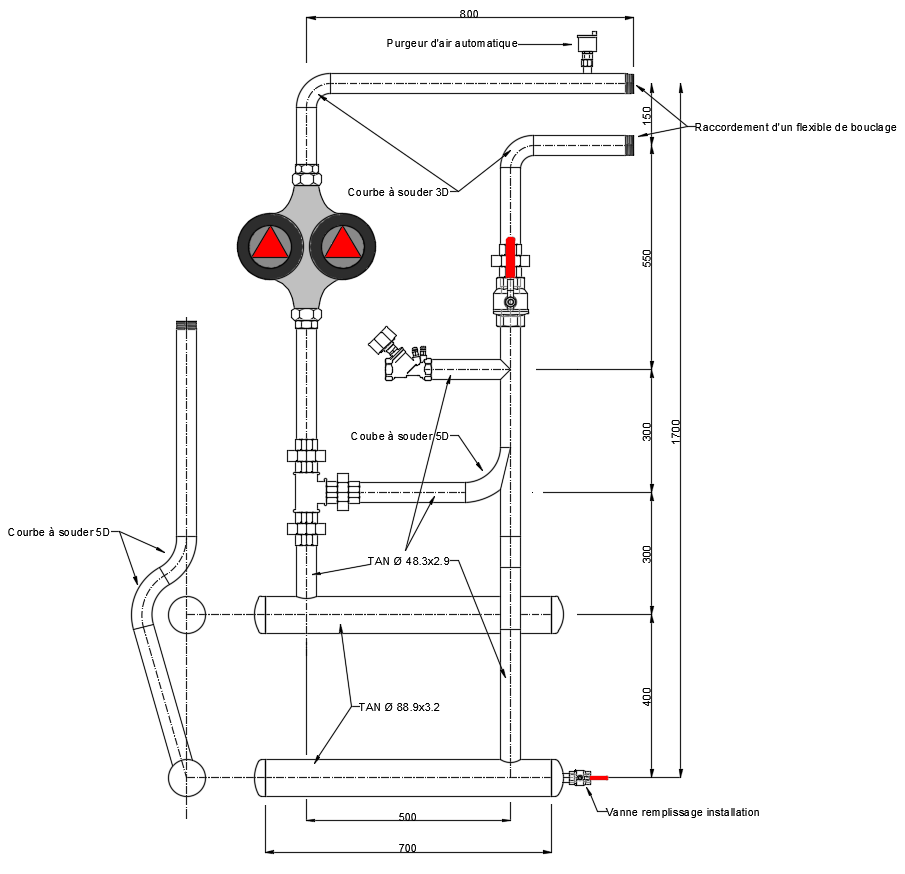 800
Purgeur d'air automatique
150
Raccordement d'un flexible de bouclage
Courbe à souder 3D
550
300
1700
Coube à souder 5D
Courbe à souder 5D
TAN Ø 48.3x2.9
300
400
TAN Ø 88.9x3.2
Vanne remplissage installation
500
700